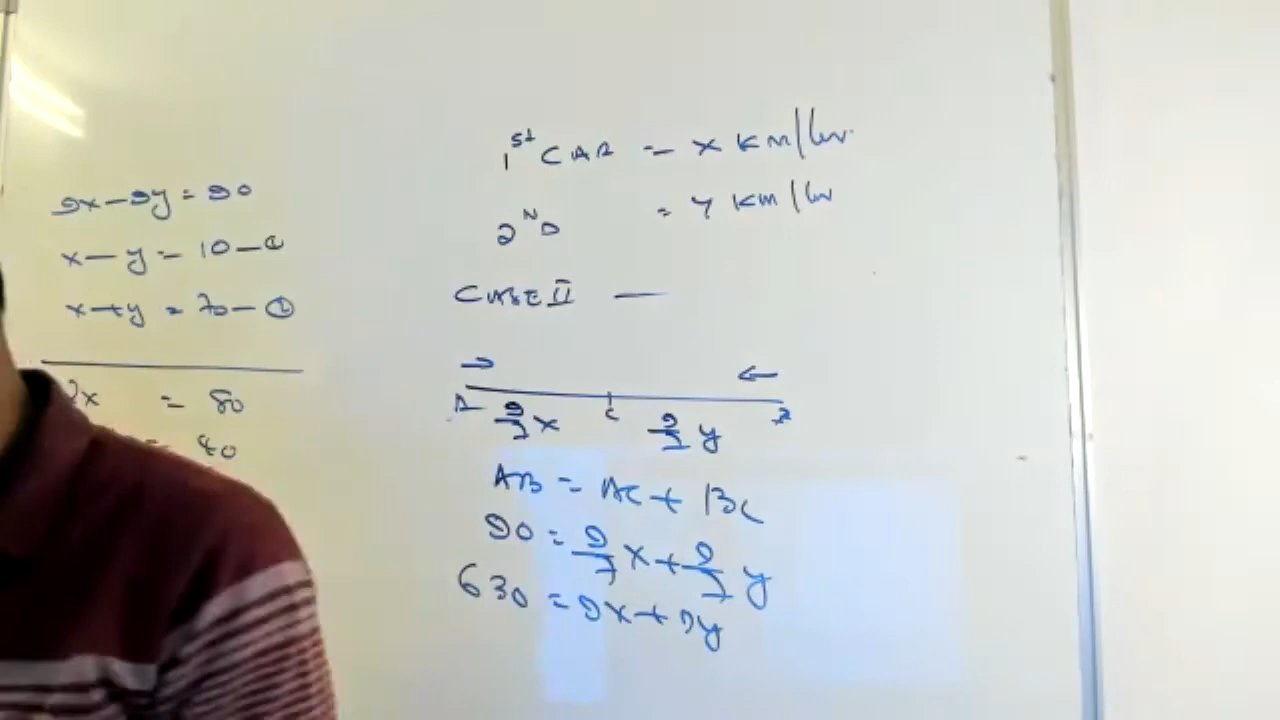 9x-9y=90
x-y=10-①
x+y=70-②
2x = 80
= 40
1ST CAR = x KM/hr.
2ND = y KM/hr
CASE II —
→ ←
A 9/7 x C 9/7 y B
AB = AC + BC
90 = 9/7 x + 9/7 y
630 = 9x + 9y